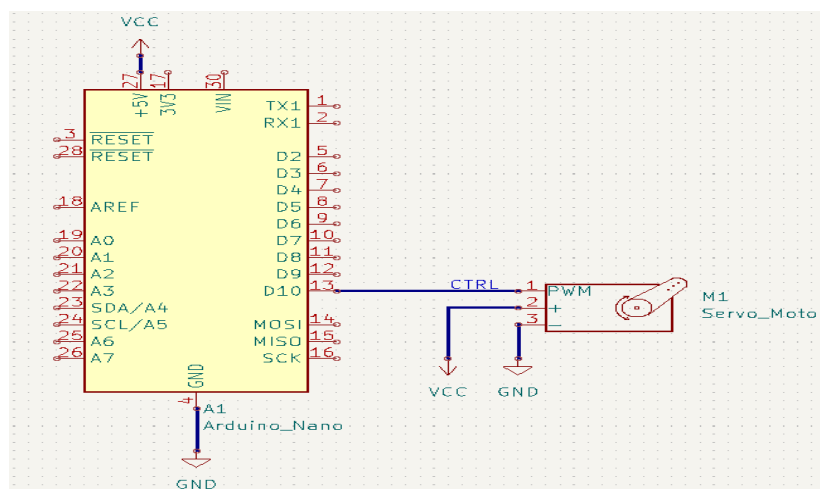 VCC
27
17
30
+5V
3V3
VIN
TX1 1
RX1 2
3 RESET
28 RESET
D2 5
D3 6
D4 7
18 AREF
D5 8
D6 9
19 A0
D7 10
20 A1
D8 11
21 A2
D9 12
22 A3
D10 13
CTRL
1 PWM
2 +
3 -
M1
Servo_Moto
23 SDA/A4
24 SCL/A5
MOSI 14
25 A6
MISO 15
26 A7
SCK 16
GND
4
VCC
GND
A1
Arduino_Nano
GND